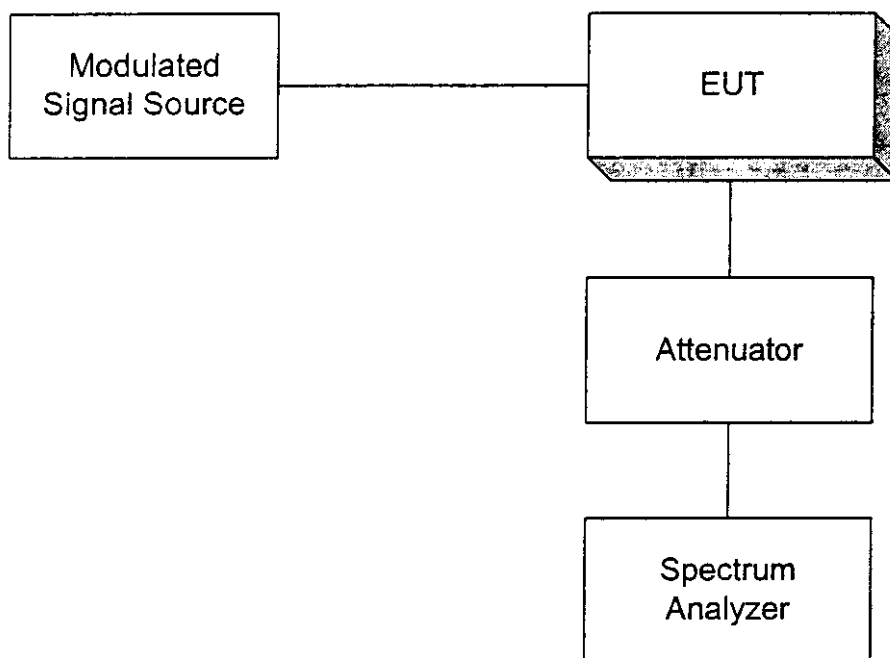 Modulated
Signal Source
EUT
Attenuator
Spectrum
Analyzer